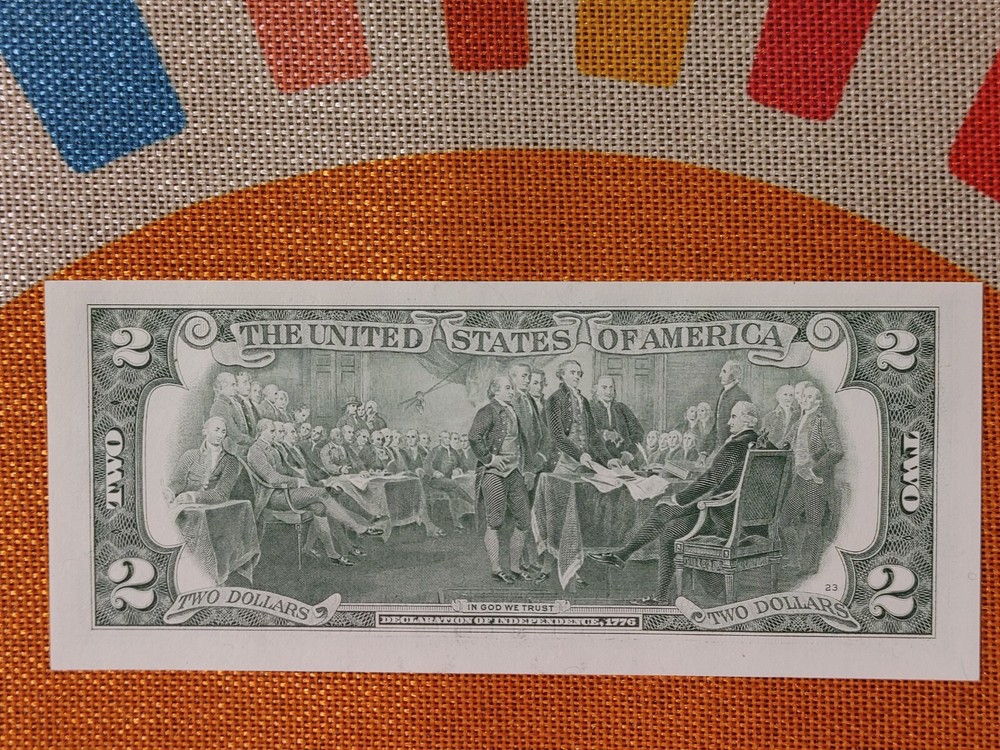 THE UNITED STATES OF AMERICA
2 2
TWO TWO
2 2
23
TWO DOLLARS IN GOD WE TRUST TWO DOLLARS
DECLARATION OF INDEPENDENCE, 1776